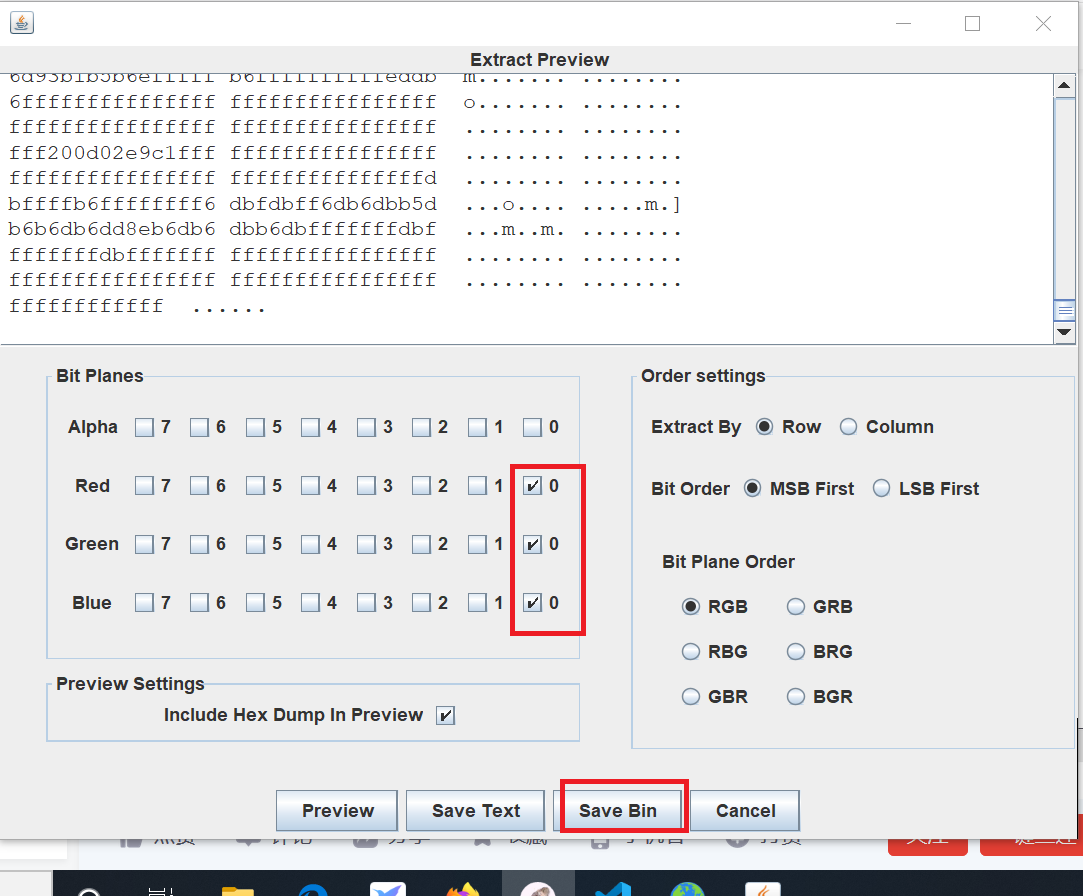 Extract Preview
6d93b1b5b6efffff b6ffffffffffeddb m....... ........
6fffffffffffffff ffffffffffffffff o....... ........
ffffffffffffffff ffffffffffffffff ........ ........
fff200d02e9c1fff ffffffffffffffff ........ ........
ffffffffffffffff fffffffffffffffd ........ ........
bffffb6ffffffff6 dbfdbff6db6dbb5d ...o.... .....m.]
b6b6db6dd8eb6db6 dbb6dbfffffffdbf ...m..m. ........
fffffffdbfffffff ffffffffffffffff ........ ........
ffffffffffffffff ffffffffffffffff ........ ........
ffffffffffff ......
Bit Planes
Alpha 7 6 5 4 3 2 1 0
Red 7 6 5 4 3 2 1 0
Green 7 6 5 4 3 2 1 0
Blue 7 6 5 4 3 2 1 0
Preview Settings
Include Hex Dump In Preview
Order settings
Extract By Row Column
Bit Order MSB First LSB First
Bit Plane Order
RGB GRB
RBG BRG
GBR BGR
Preview Save Text Save Bin Cancel